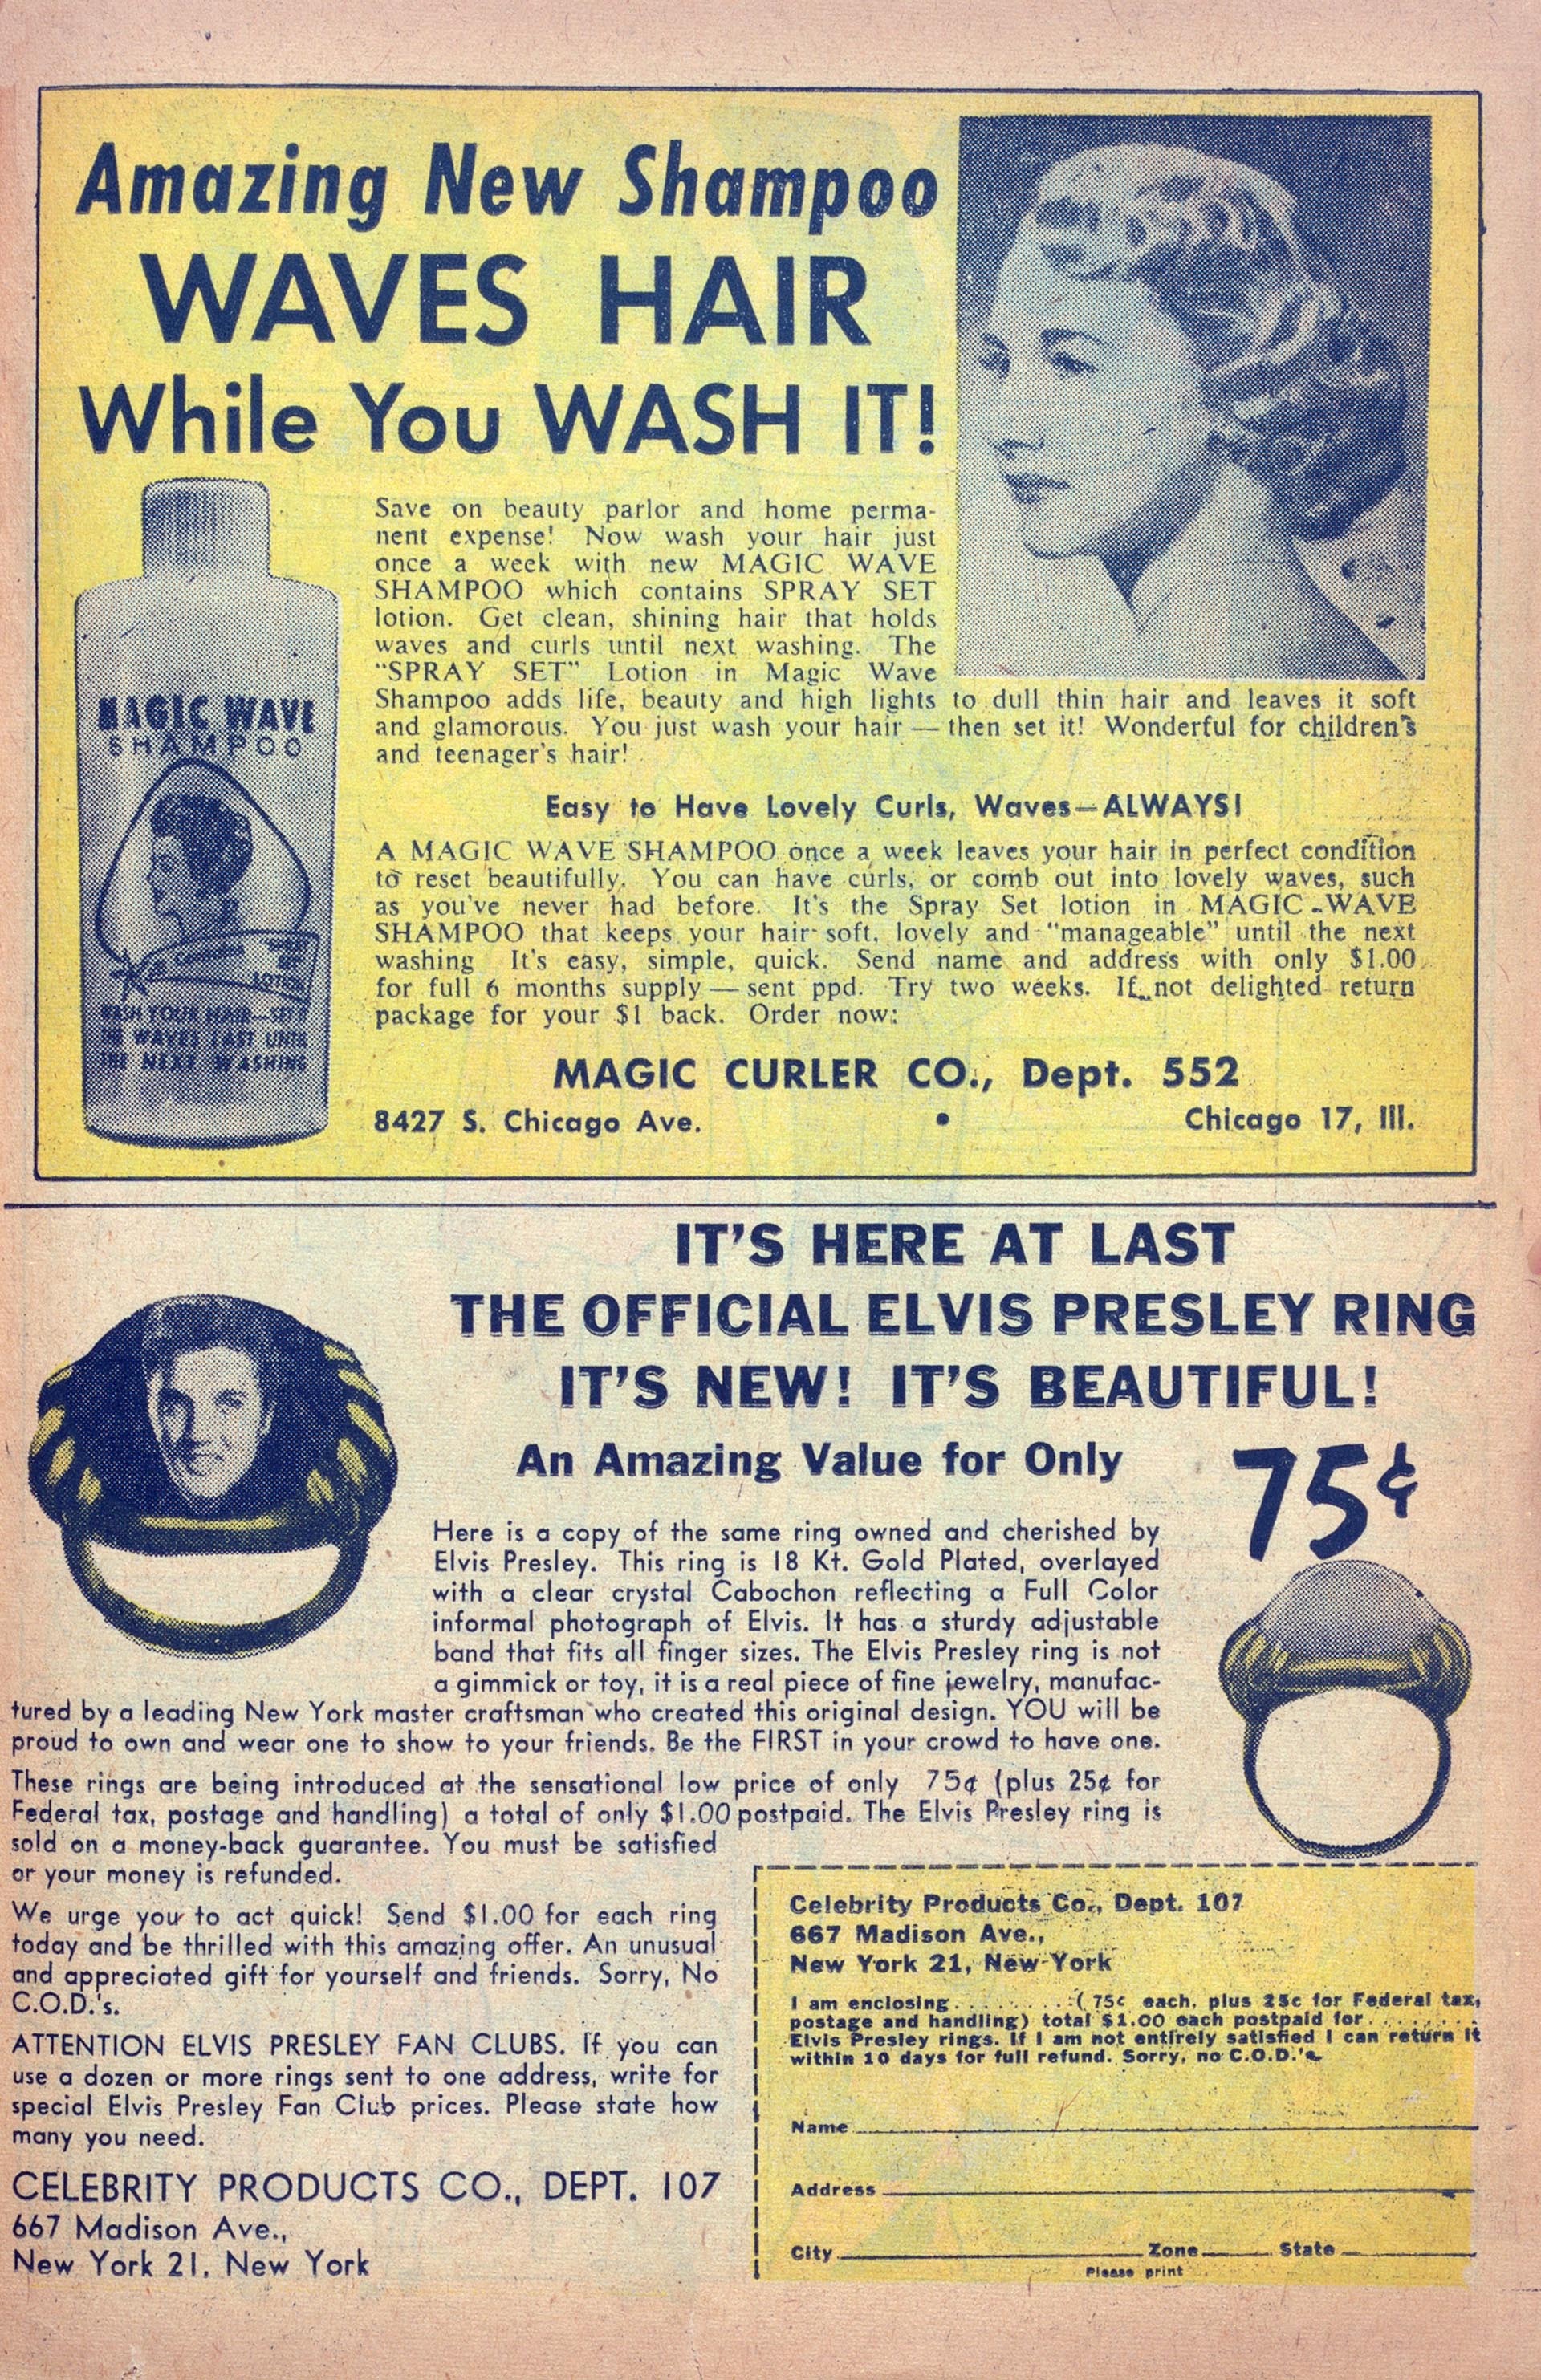 Amazing New Shampoo
WAVES HAIR
While You WASH IT!
Save on beauty parlor and home perma-
nent expense! Now wash your hair just
once a week with new MAGIC WAVE
SHAMPOO which contains SPRAY SET
lotion. Get clean, shining hair that holds
waves and curls until next washing. The
"SPRAY SET" Lotion in Magic Wave
Shampoo adds life, beauty and high lights to dull thin hair and leaves it soft
and glamorous. You just wash your hair — then set it! Wonderful for children's
and teenager's hair!
MAGIC WAVE
SHAMPOO
SPRAY
SET
LOTION
WASH YOUR HAIR—SET IT
THE WAVES LAST UNTIL
THE NEXT WASHING
Easy to Have Lovely Curls, Waves—ALWAYS!
A MAGIC WAVE SHAMPOO once a week leaves your hair in perfect condition
to reset beautifully. You can have curls, or comb out into lovely waves, such
as you've never had before. It's the Spray Set lotion in MAGIC-WAVE
SHAMPOO that keeps your hair soft, lovely and "manageable" until the next
washing It's easy, simple, quick. Send name and address with only $1.00
for full 6 months supply — sent ppd. Try two weeks. If not delighted return
package for your $1 back. Order now:
MAGIC CURLER CO., Dept. 552
8427 S. Chicago Ave. • Chicago 17, Ill.
IT'S HERE AT LAST
THE OFFICIAL ELVIS PRESLEY RING
IT'S NEW! IT'S BEAUTIFUL!
An Amazing Value for Only 75¢
Here is a copy of the same ring owned and cherished by
Elvis Presley. This ring is 18 Kt. Gold Plated, overlayed
with a clear crystal Cabochon reflecting a Full Color
informal photograph of Elvis. It has a sturdy adjustable
band that fits all finger sizes. The Elvis Presley ring is not
a gimmick or toy, it is a real piece of fine jewelry, manufac-
tured by a leading New York master craftsman who created this original design. YOU will be
proud to own and wear one to show to your friends. Be the FIRST in your crowd to have one.
These rings are being introduced at the sensational low price of only 75¢ (plus 25¢ for
Federal tax, postage and handling) a total of only $1.00 postpaid. The Elvis Presley ring is
sold on a money-back guarantee. You must be satisfied
or your money is refunded.
We urge you to act quick! Send $1.00 for each ring
today and be thrilled with this amazing offer. An unusual
and appreciated gift for yourself and friends. Sorry, No
C.O.D.'s.
ATTENTION ELVIS PRESLEY FAN CLUBS. If you can
use a dozen or more rings sent to one address, write for
special Elvis Presley Fan Club prices. Please state how
many you need.
CELEBRITY PRODUCTS CO., DEPT. 107
667 Madison Ave.,
New York 21, New York
Celebrity Products Co., Dept. 107
667 Madison Ave.,
New York 21, New York
I am enclosing..........( 75¢ each, plus 25c for Federal tax,
postage and handling) total $1.00 each postpaid for..........
Elvis Presley rings. If I am not entirely satisfied I can return it
within 10 days for full refund. Sorry, no C.O.D.'s
Name
Address
City Zone State
Please print